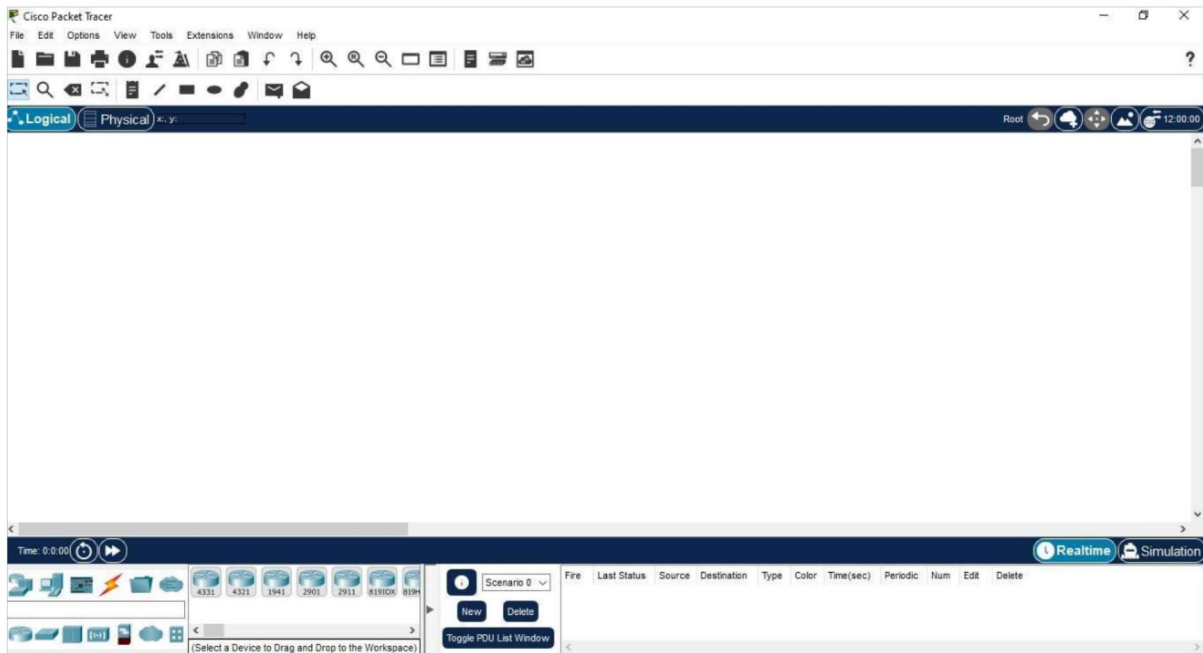 Cisco Packet Tracer
File Edit Options View Tools Extensions Window Help
?
Logical Physical x:, y: Root 12:00:00
Time: 0:0:00 Realtime Simulation
4331 4321 1941 2901 2911 819IOX 819H
Scenario 0 Fire Last Status Source Destination Type Color Time(sec) Periodic Num Edit Delete
New Delete
Toggle PDU List Window
(Select a Device to Drag and Drop to the Workspace)